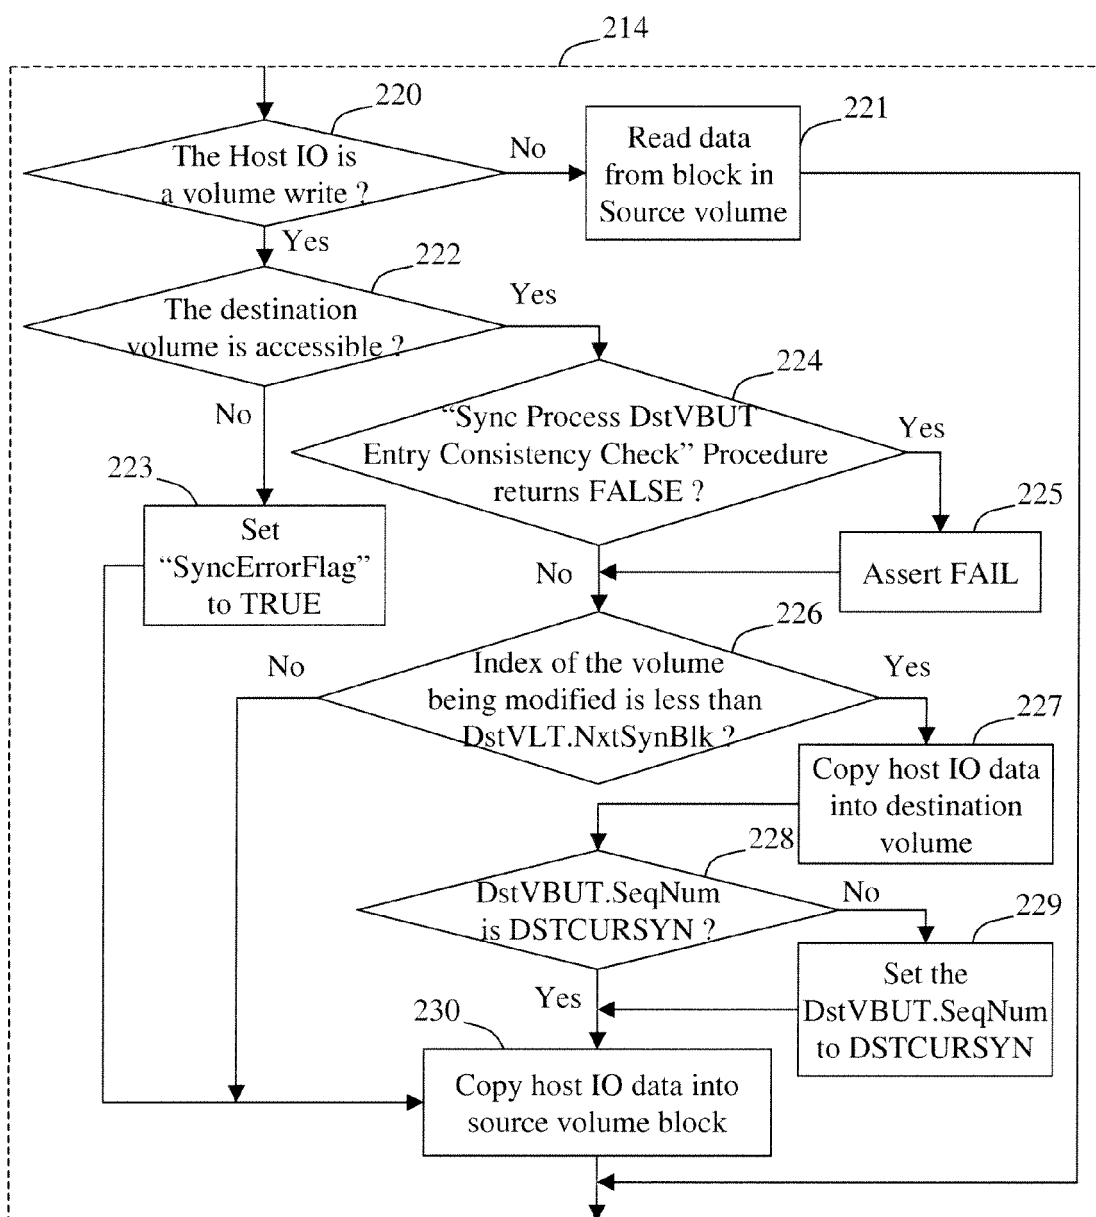 214
220
The Host IO is
a volume write ?
No
221
Read data
from block in
Source volume
Yes
222
The destination
volume is accessible ?
Yes
No
224
“Sync Process DstVBUT
Entry Consistency Check” Procedure
returns FALSE ?
Yes
223
Set
“SyncErrorFlag”
to TRUE
225
Assert FAIL
No
226
Index of the volume
being modified is less than
DstVLT.NxtSynBlk ?
No
Yes
227
Copy host IO data
into destination
volume
228
DstVBUT.SeqNum
is DSTCURSYN ?
No
229
Set the
DstVBUT.SeqNum
to DSTCURSYN
Yes
230
Copy host IO data into
source volume block